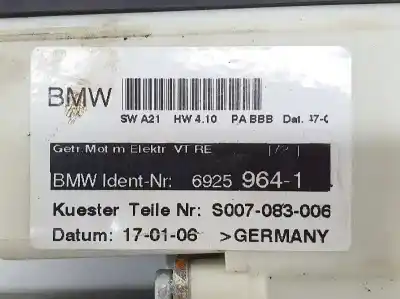 BMW
SW A21 HW 4.10 PA BBB Dat. 17-0
Getr.Mot m Elektr VT RE
BMW Ident-Nr: 6925 964-1
Kuester Teile Nr: S007-083-006
Datum: 17-01-06 >GERMANY